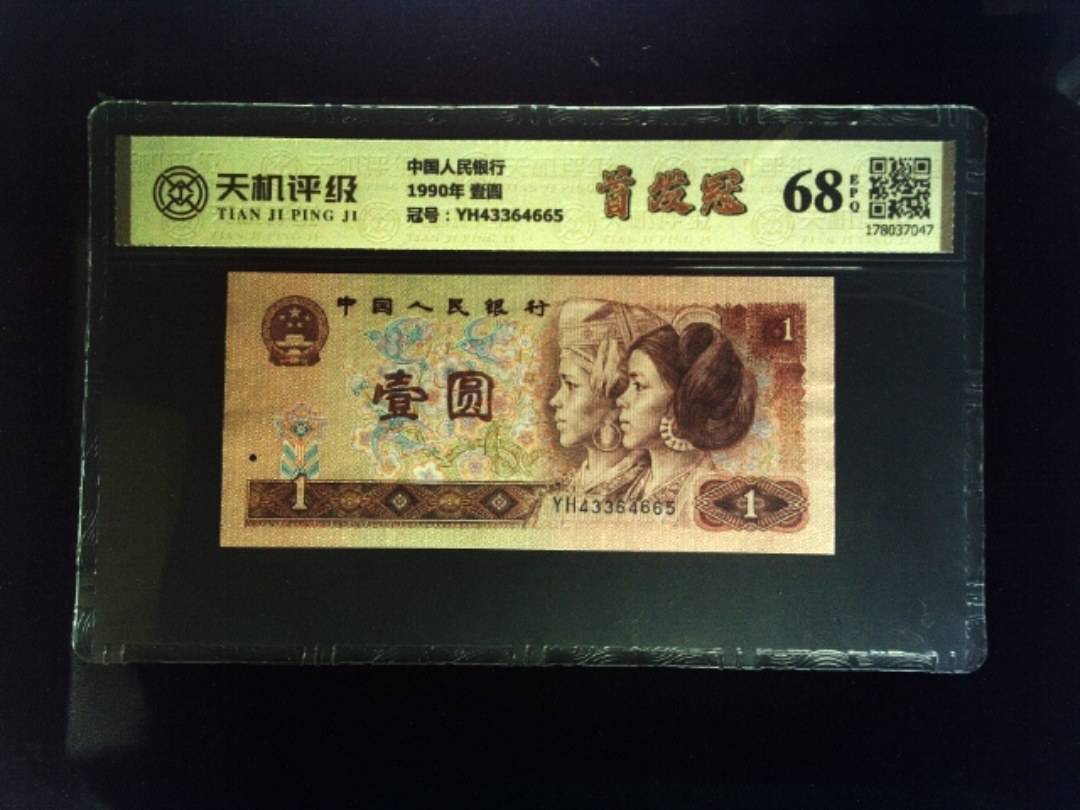 天机评级
TIAN JI PING JI
中国人民银行
1990年 壹圆
冠号：YH43364665
首发冠
68
EPQ
178037047
中国人民银行
1
壹圆
1
YH43364665
1